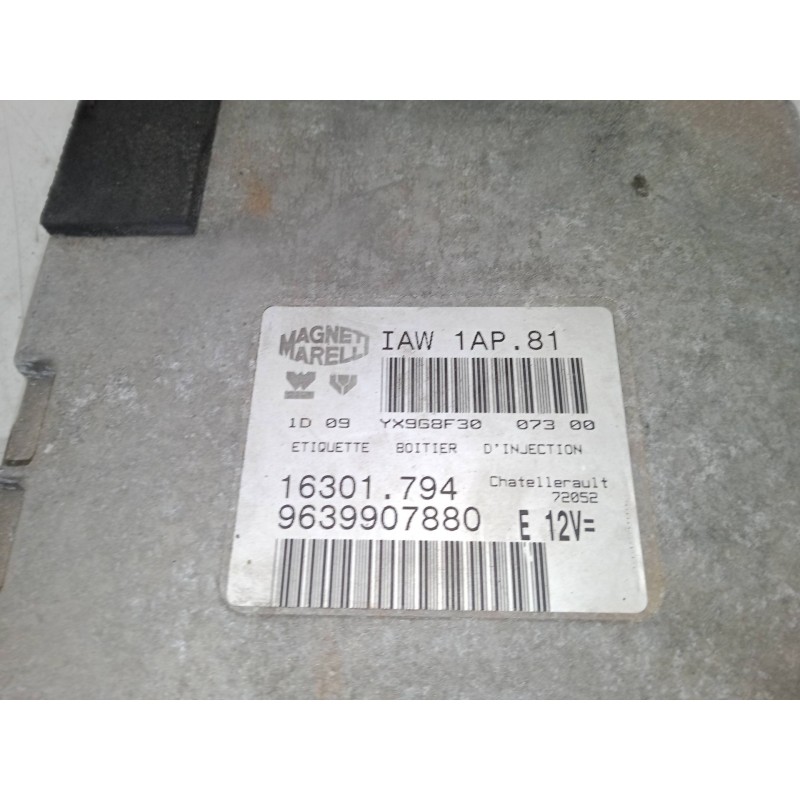 MAGNETI
MARELLI
IAW 1AP.81
1D 09 YX9G8F30 073 00
ETIQUETTE BOITIER D'INJECTION
16301.794
Chatellerault
72052
9639907880
E 12V=